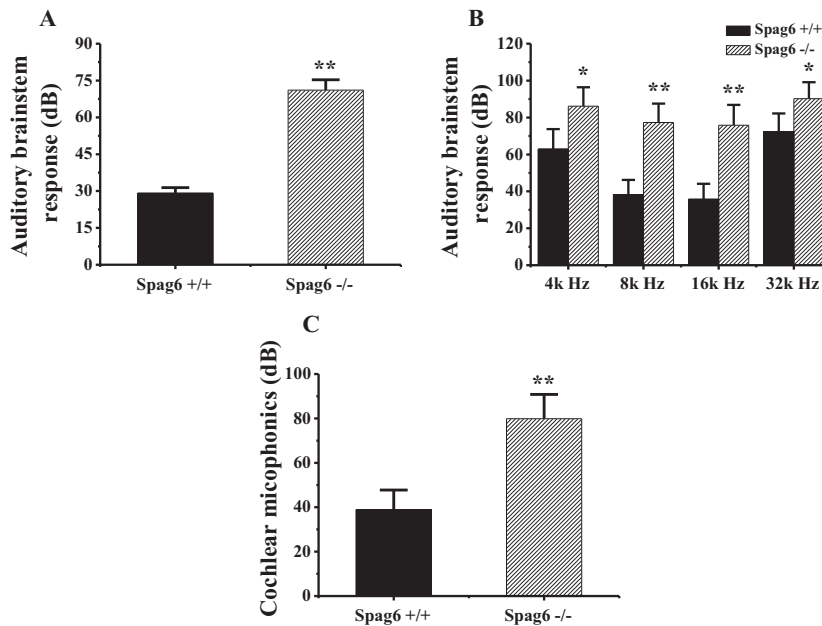 A
Auditory brainstem
response (dB)
90
75
60
45
30
15
0
**
Spag6 +/+
Spag6 -/-
B
Auditory brainstem
response (dB)
120
100
80
60
40
20
0
Spag6 +/+
Spag6 -/-
*
**
**
*
4k Hz
8k Hz
16k Hz
32k Hz
C
Cochlear micophonics (dB)
100
80
60
40
20
0
**
Spag6 +/+
Spag6 -/-